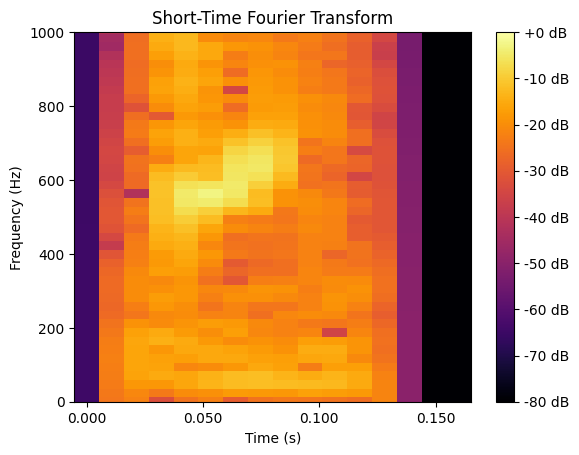 Short-Time Fourier Transform
1000
800
600
400
200
0
Frequency (Hz)
0.000
0.050
0.100
0.150
Time (s)
+0 dB
-10 dB
-20 dB
-30 dB
-40 dB
-50 dB
-60 dB
-70 dB
-80 dB